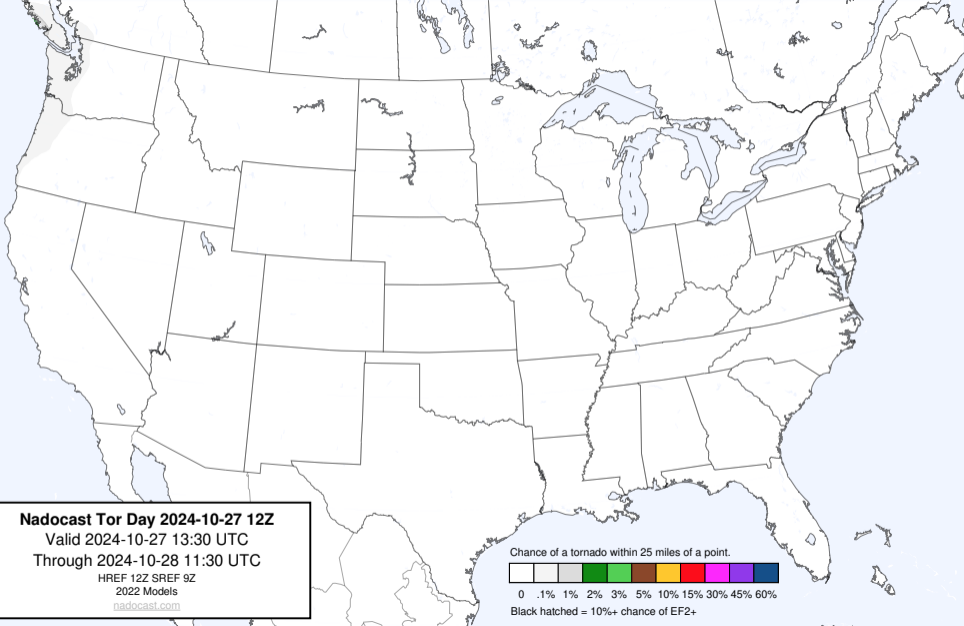 Nadocast Tor Day 2024-10-27 12Z
Valid 2024-10-27 13:30 UTC
Through 2024-10-28 11:30 UTC
HREF 12Z SREF 9Z
2022 Models
nadocast.com
Chance of a tornado within 25 miles of a point.
0 .1% 1% 2% 3% 5% 10% 15% 30% 45% 60%
Black hatched = 10%+ chance of EF2+